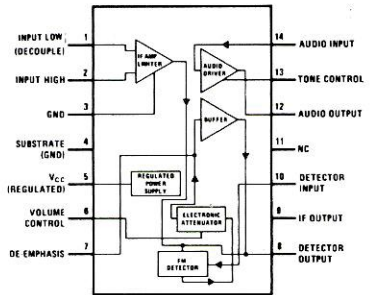 INPUT LOW
(DECOUPLE)
1
INPUT HIGH
2
GND
3
SUBSTRATE
(GND)
4
VCC
(REGULATED)
5
VOLUME
CONTROL
6
DE EMPHASIS
7
IF AMP
LIMITER
AUDIO
DRIVER
BUFFER
REGULATED
POWER
SUPPLY
ELECTRONIC
ATTENUATOR
FM
DETECTOR
14
AUDIO INPUT
13
TONE CONTROL
12
AUDIO OUTPUT
11
NC
10
DETECTOR
INPUT
9
IF OUTPUT
8
DETECTOR
OUTPUT